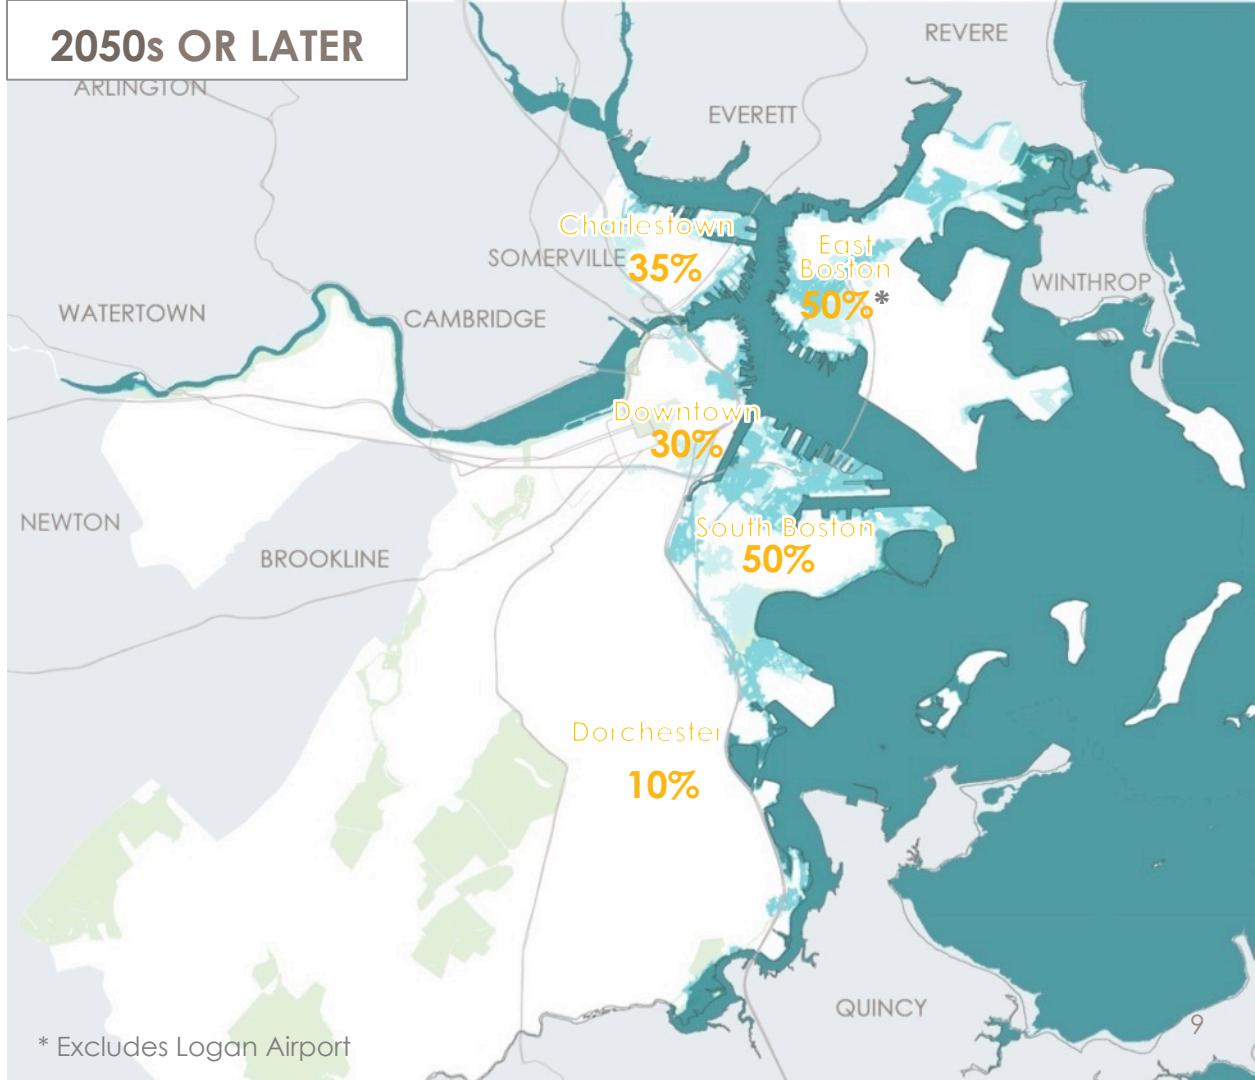 2050s OR LATER
REVERE
ARLINGTON
EVERETT
Charlestown
35%
SOMERVILLE
East
Boston
50%*
WINTHROP
WATERTOWN
CAMBRIDGE
Downtown
30%
NEWTON
South Boston
50%
BROOKLINE
Dorchester
10%
QUINCY
9
* Excludes Logan Airport